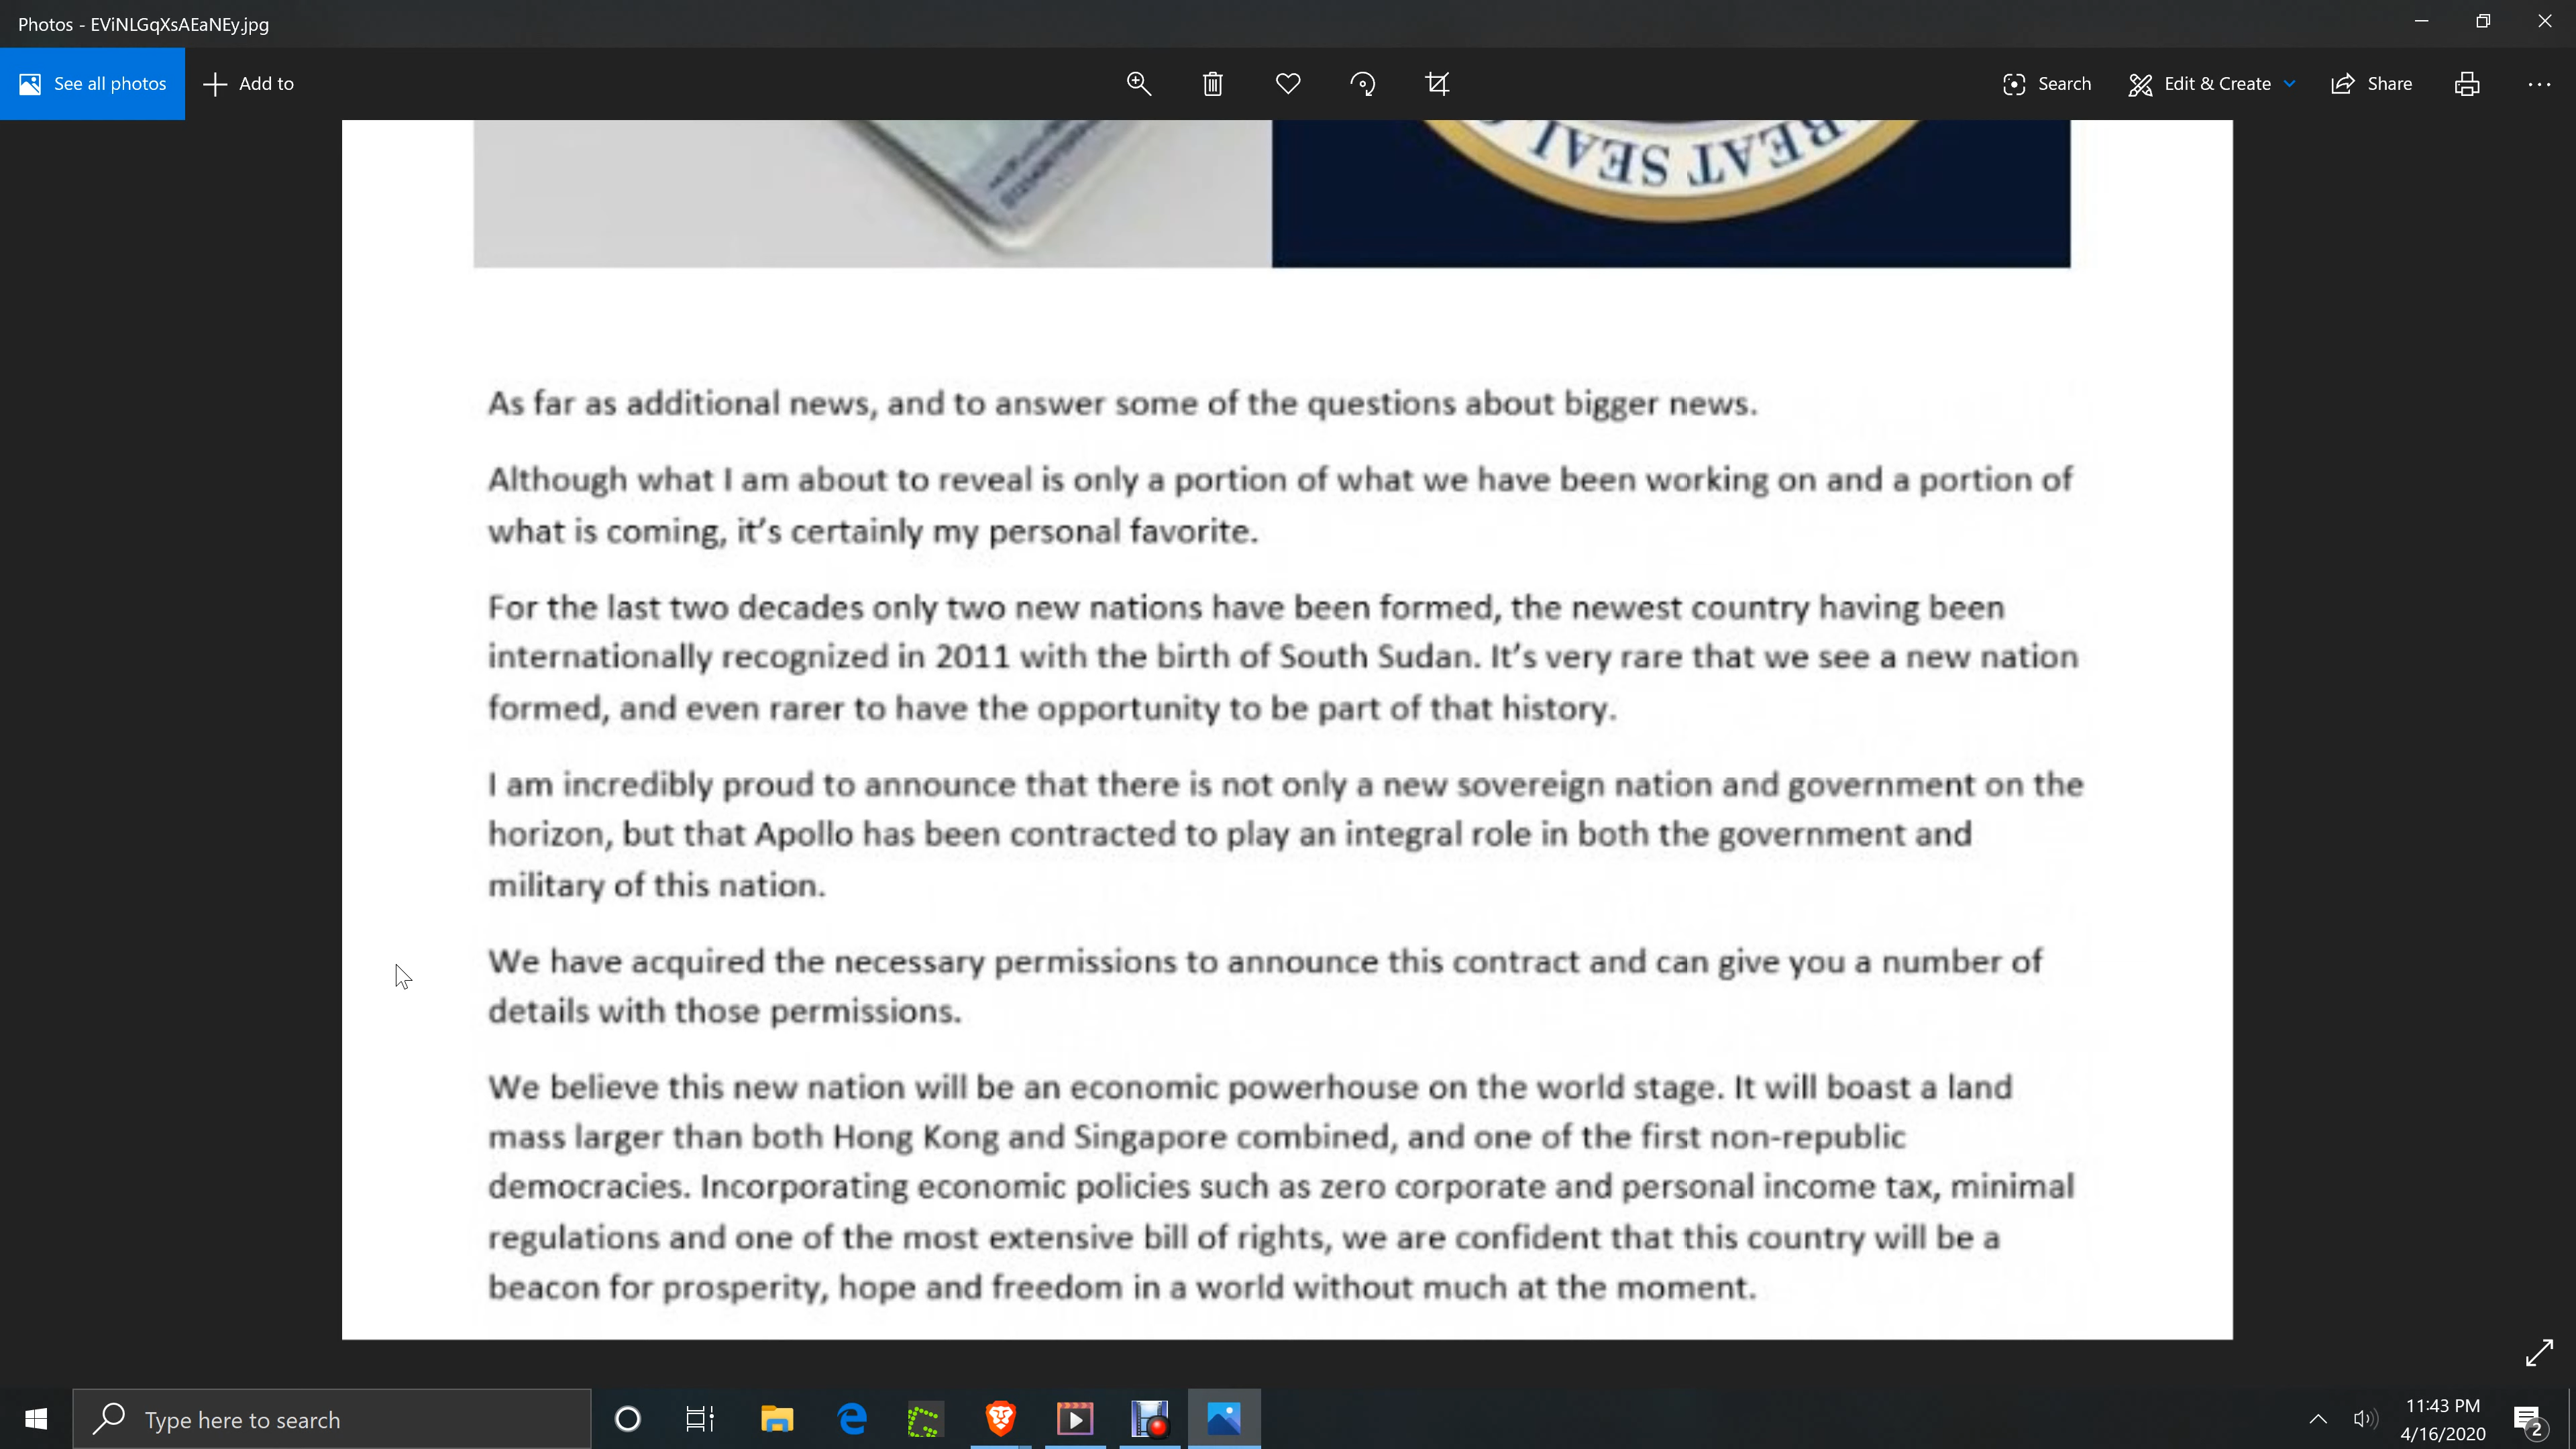 Photos - EViNLGqXsAEaNEy.jpg
See all photos
Add to
Search
Edit & Create
Share
REAT SEAL
As far as additional news, and to answer some of the questions about bigger news.
Although what I am about to reveal is only a portion of what we have been working on and a portion of
what is coming, it's certainly my personal favorite.
For the last two decades only two new nations have been formed, the newest country having been
internationally recognized in 2011 with the birth of South Sudan. It's very rare that we see a new nation
formed, and even rarer to have the opportunity to be part of that history.
I am incredibly proud to announce that there is not only a new sovereign nation and government on the
horizon, but that Apollo has been contracted to play an integral role in both the government and
military of this nation.
We have acquired the necessary permissions to announce this contract and can give you a number of
details with those permissions.
We believe this new nation will be an economic powerhouse on the world stage. It will boast a land
mass larger than both Hong Kong and Singapore combined, and one of the first non-republic
democracies. Incorporating economic policies such as zero corporate and personal income tax, minimal
regulations and one of the most extensive bill of rights, we are confident that this country will be a
beacon for prosperity, hope and freedom in a world without much at the moment.
Type here to search
11:43 PM
4/16/2020
2